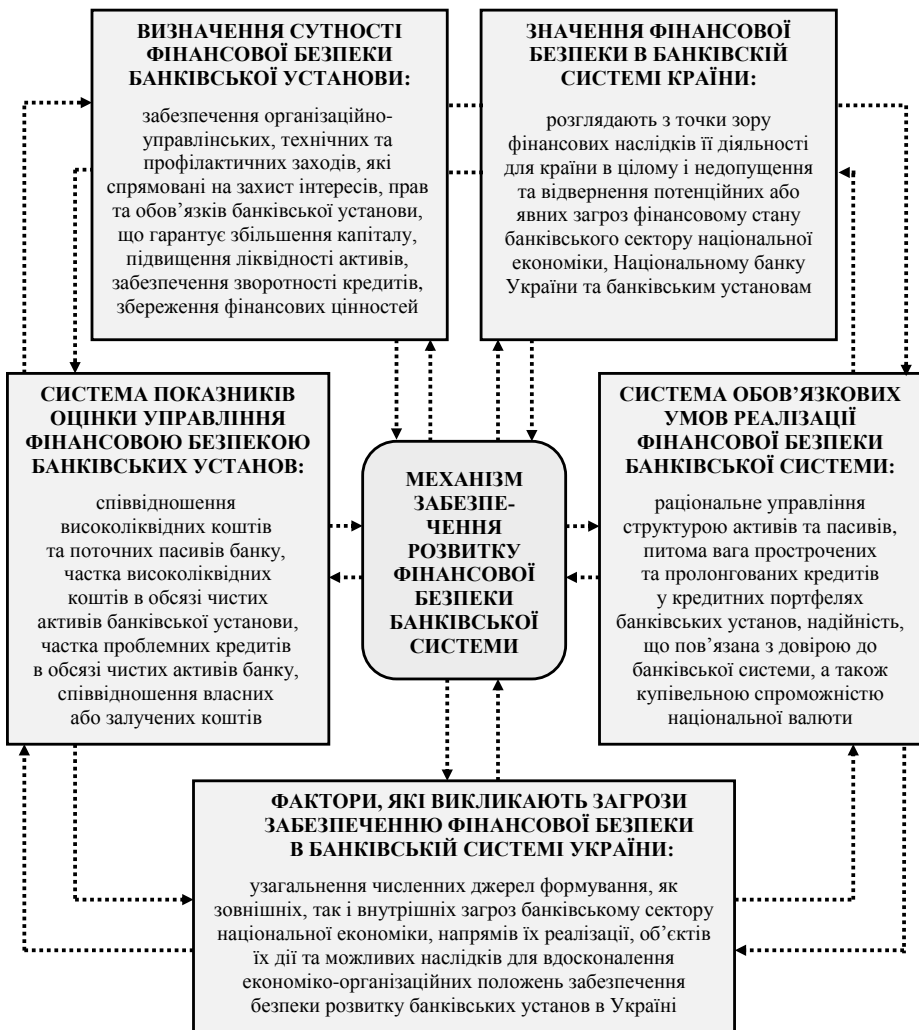 ВИЗНАЧЕННЯ СУТНОСТІ
ФІНАНСОВОЇ БЕЗПЕКИ
БАНКІВСЬКОЇ УСТАНОВИ:
забезпечення організаційно-
управлінських, технічних та
профілактичних заходів, які
спрямовані на захист інтересів, прав
та обов’язків банківської установи,
що гарантує збільшення капіталу,
підвищення ліквідності активів,
забезпечення зворотності кредитів,
збереження фінансових цінностей
ЗНАЧЕННЯ ФІНАНСОВОЇ
БЕЗПЕКИ В БАНКІВСКІЙ
СИСТЕМІ КРАЇНИ:
розглядають з точки зору
фінансових наслідків її діяльності
для країни в цілому і недопущення
та відвернення потенційних або
явних загроз фінансовому стану
банківського сектору національної
економіки, Національному банку
України та банківським установам
СИСТЕМА ПОКАЗНИКІВ
ОЦІНКИ УПРАВЛІННЯ
ФІНАНСОВОЮ БЕЗПЕКОЮ
БАНКІВСЬКИХ УСТАНОВ:
співвідношення
високоліквідних коштів
та поточних пасивів банку,
частка високоліквідних
коштів в обсязі чистих
активів банківської установи,
частка проблемних кредитів
в обсязі чистих активів банку,
співвідношення власних
або залучених коштів
МЕХАНІЗМ
ЗАБЕЗПЕ-
ЧЕННЯ
РОЗВИТКУ
ФІНАНСОВОЇ
БЕЗПЕКИ
БАНКІВСЬКОЇ
СИСТЕМИ
СИСТЕМА ОБОВ’ЯЗКОВИХ
УМОВ РЕАЛІЗАЦІЇ
ФІНАНСОВОЇ БЕЗПЕКИ
БАНКІВСЬКОЇ СИСТЕМИ:
раціональне управління
структурою активів та пасивів,
питома вага прострочених
та пролонгованих кредитів
у кредитних портфелях
банківських установ, надійність,
що пов’язана з довірою до
банківської системи, а також
купівельною спроможністю
національної валюти
ФАКТОРИ, ЯКІ ВИКЛИКАЮТЬ ЗАГРОЗИ
ЗАБЕЗПЕЧЕННЮ ФІНАНСОВОЇ БЕЗПЕКИ
В БАНКІВСЬКІЙ СИСТЕМІ УКРАЇНИ:
узагальнення численних джерел формування, як
зовнішніх, так і внутрішніх загроз банківському сектору
національної економіки, напрямів їх реалізації, об’єктів
їх дії та можливих наслідків для вдосконалення
економіко-організаційних положень забезпечення
безпеки розвитку банківських установ в Україні